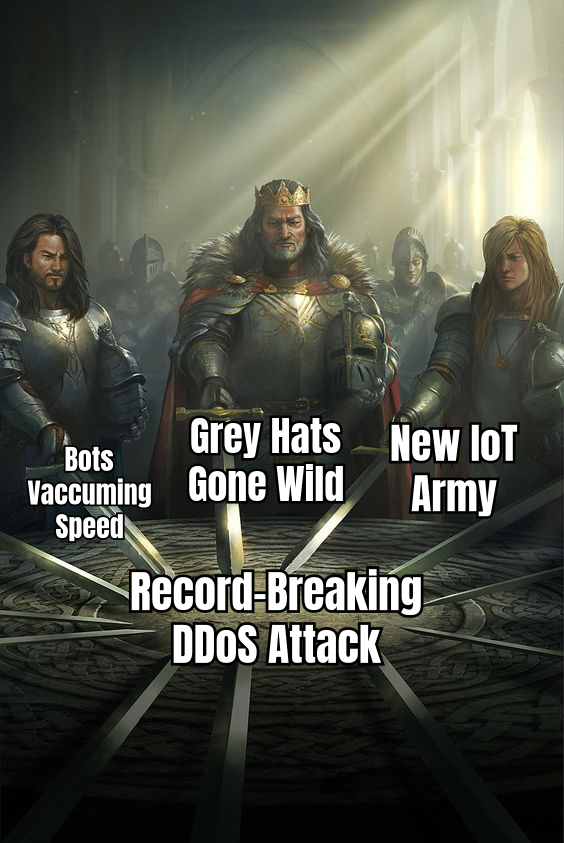 Grey Hats
Gone Wild
New IoT
Army
Bots
Vaccuming
Speed
Record-Breaking
DDoS Attack